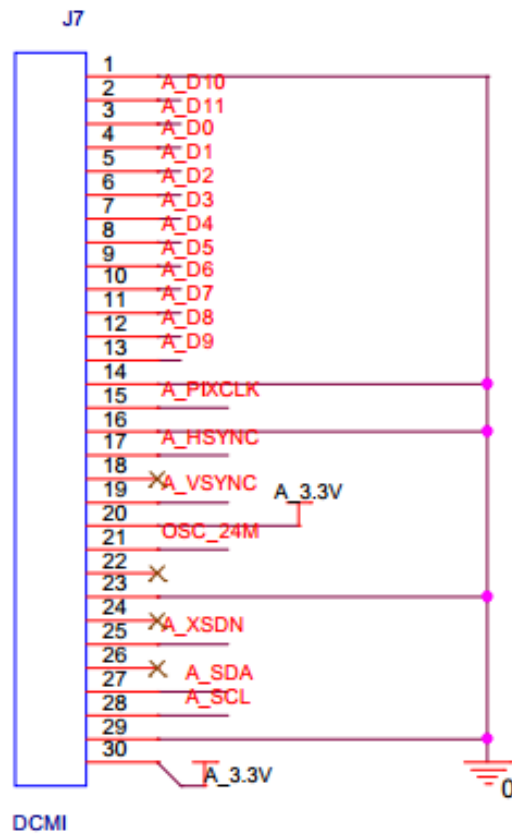 J7
1
2 A_D10
3 A_D11
4 A_D0
5 A_D1
6 A_D2
7 A_D3
8 A_D4
9 A_D5
10 A_D6
11 A_D7
12 A_D8
13 A_D9
14
15 A_PIXCLK
16
17 A_HSYNC
18
19 A_VSYNC A_3.3V
20
21 OSC_24M
22
23
24
25 A_XSDN
26
27 A_SDA
28 A_SCL
29
30 A_3.3V
0
DCMI